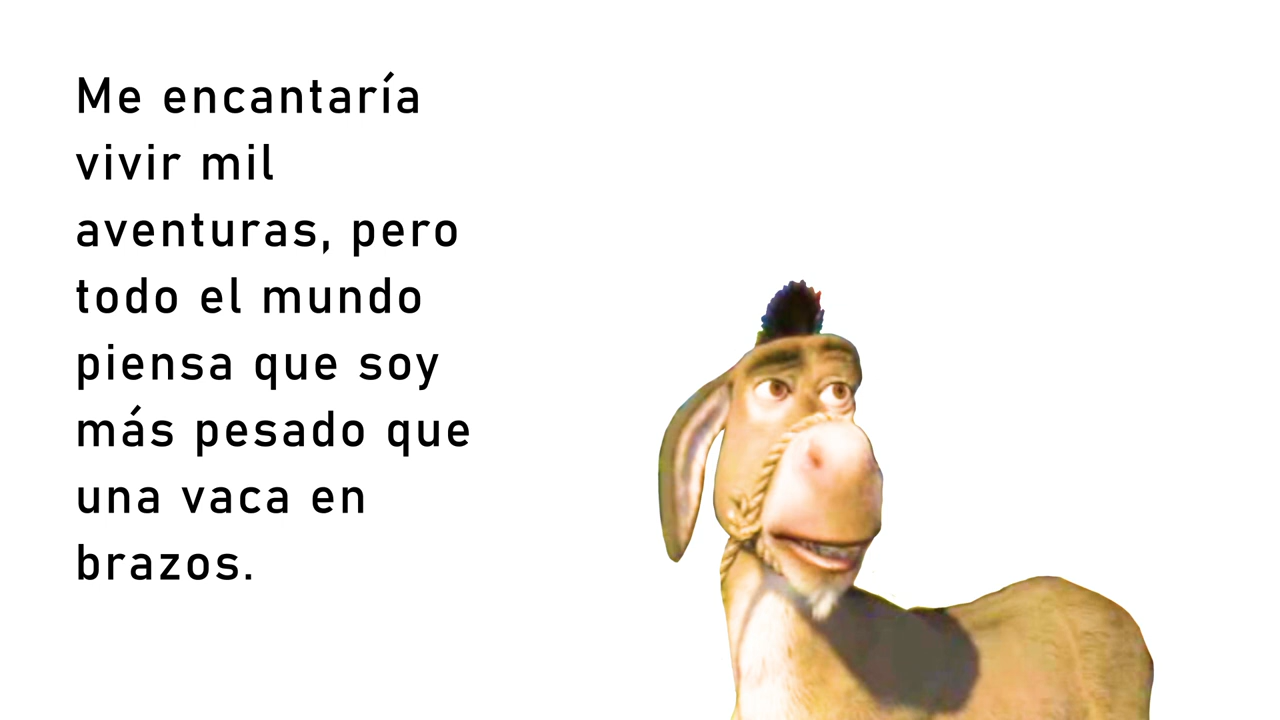 Me encantaría
vivir mil
aventuras, pero
todo el mundo
piensa que soy
más pesado que
una vaca en
brazos.